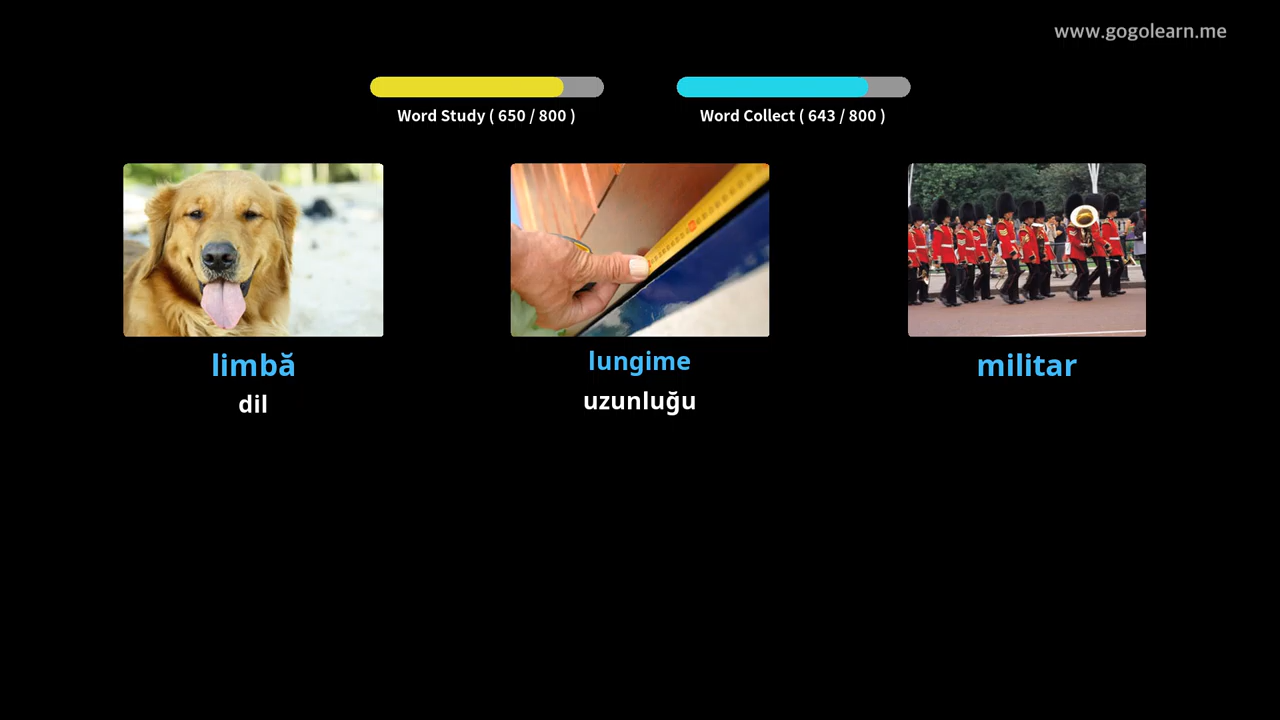 www.gogolearn.me
Word Study ( 650 / 800 )
Word Collect ( 643 / 800 )
limbă
dil
lungime
uzunluğu
militar